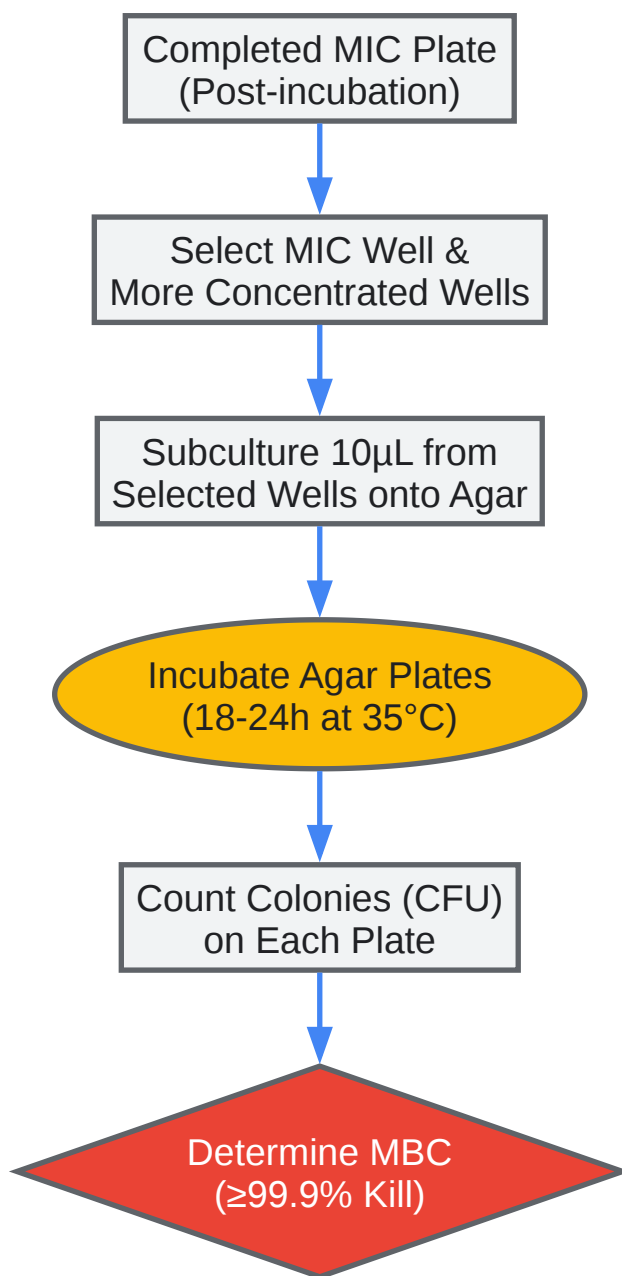 Completed MIC Plate
(Post-incubation)
Select MIC Well &
More Concentrated Wells
Subculture 10µL from
Selected Wells onto Agar
Incubate Agar Plates
(18-24h at 35°C)
Count Colonies (CFU)
on Each Plate
Determine MBC
(≥99.9% Kill)